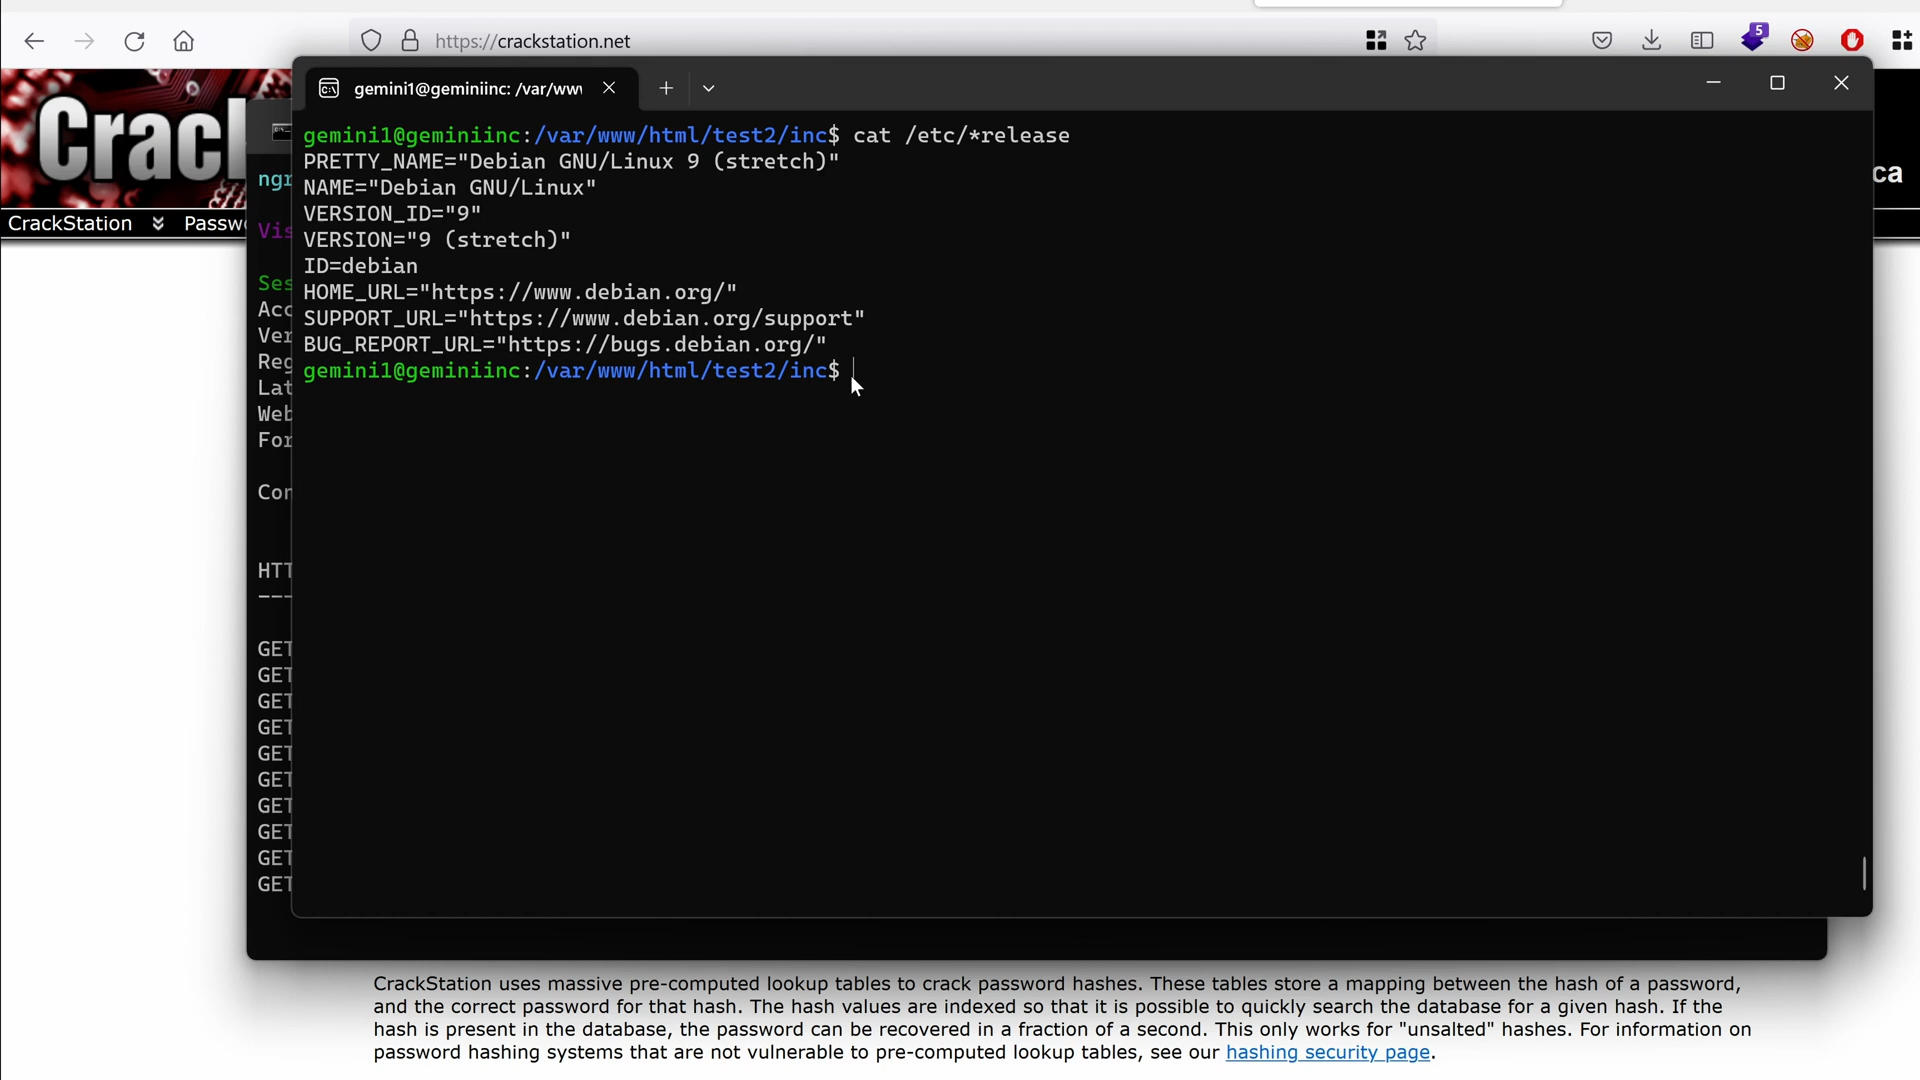 https://crackstation.net
5
gemini1@geminiinc: /var/ww
Crac
ca
CrackStation
Passw
gemini1@geminiinc:/var/www/html/test2/inc$ cat /etc/*release
PRETTY_NAME="Debian GNU/Linux 9 (stretch)"
NAME="Debian GNU/Linux"
VERSION_ID="9"
VERSION="9 (stretch)"
ID=debian
HOME_URL="https://www.debian.org/"
SUPPORT_URL="https://www.debian.org/support"
BUG_REPORT_URL="https://bugs.debian.org/"
gemini1@geminiinc:/var/www/html/test2/inc$
ngr
Vis
Ses
Acc
Ver
Reg
Lat
Web
For
Con
HTT
---
GET
GET
GET
GET
GET
GET
GET
GET
GET
GET
CrackStation uses massive pre-computed lookup tables to crack password hashes. These tables store a mapping between the hash of a password,
and the correct password for that hash. The hash values are indexed so that it is possible to quickly search the database for a given hash. If the
hash is present in the database, the password can be recovered in a fraction of a second. This only works for "unsalted" hashes. For information on
password hashing systems that are not vulnerable to pre-computed lookup tables, see our hashing security page.